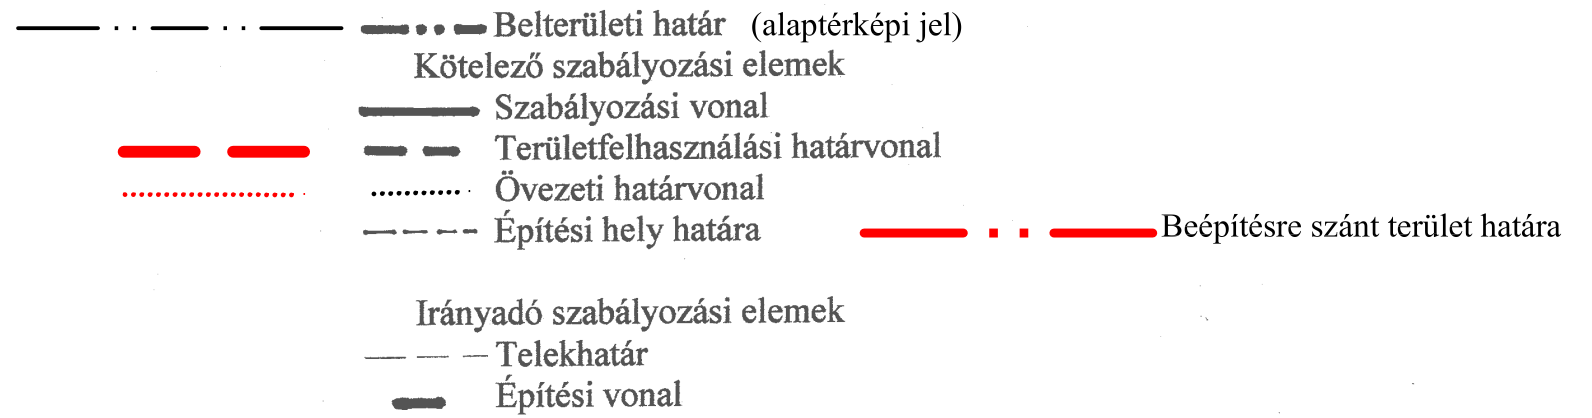 Belterületi határ (alaptérképi jel)
Kötelező szabályozási elemek
Szabályozási vonal
Területfelhasználási határvonal
Övezeti határvonal
Építési hely határa
Beépítésre szánt terület határa
Irányadó szabályozási elemek
Telekhatár
Építési vonal